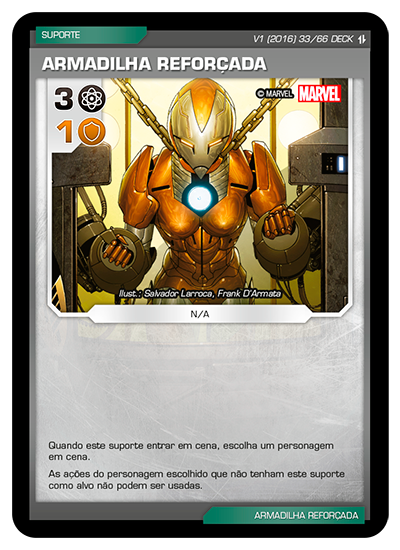 SUPORTE
V1 (2016) 33/66 DECK
ARMADILHA REFORÇADA
3
© MARVEL MARVEL
10
Ilust.: Salvador Larroca, Frank D'Armata
N/A
Quando este suporte entrar em cena, escolha um personagem
em cena.
As ações do personagem escolhido que não tenham este suporte
como alvo não podem ser usadas.
ARMADILHA REFORÇADA